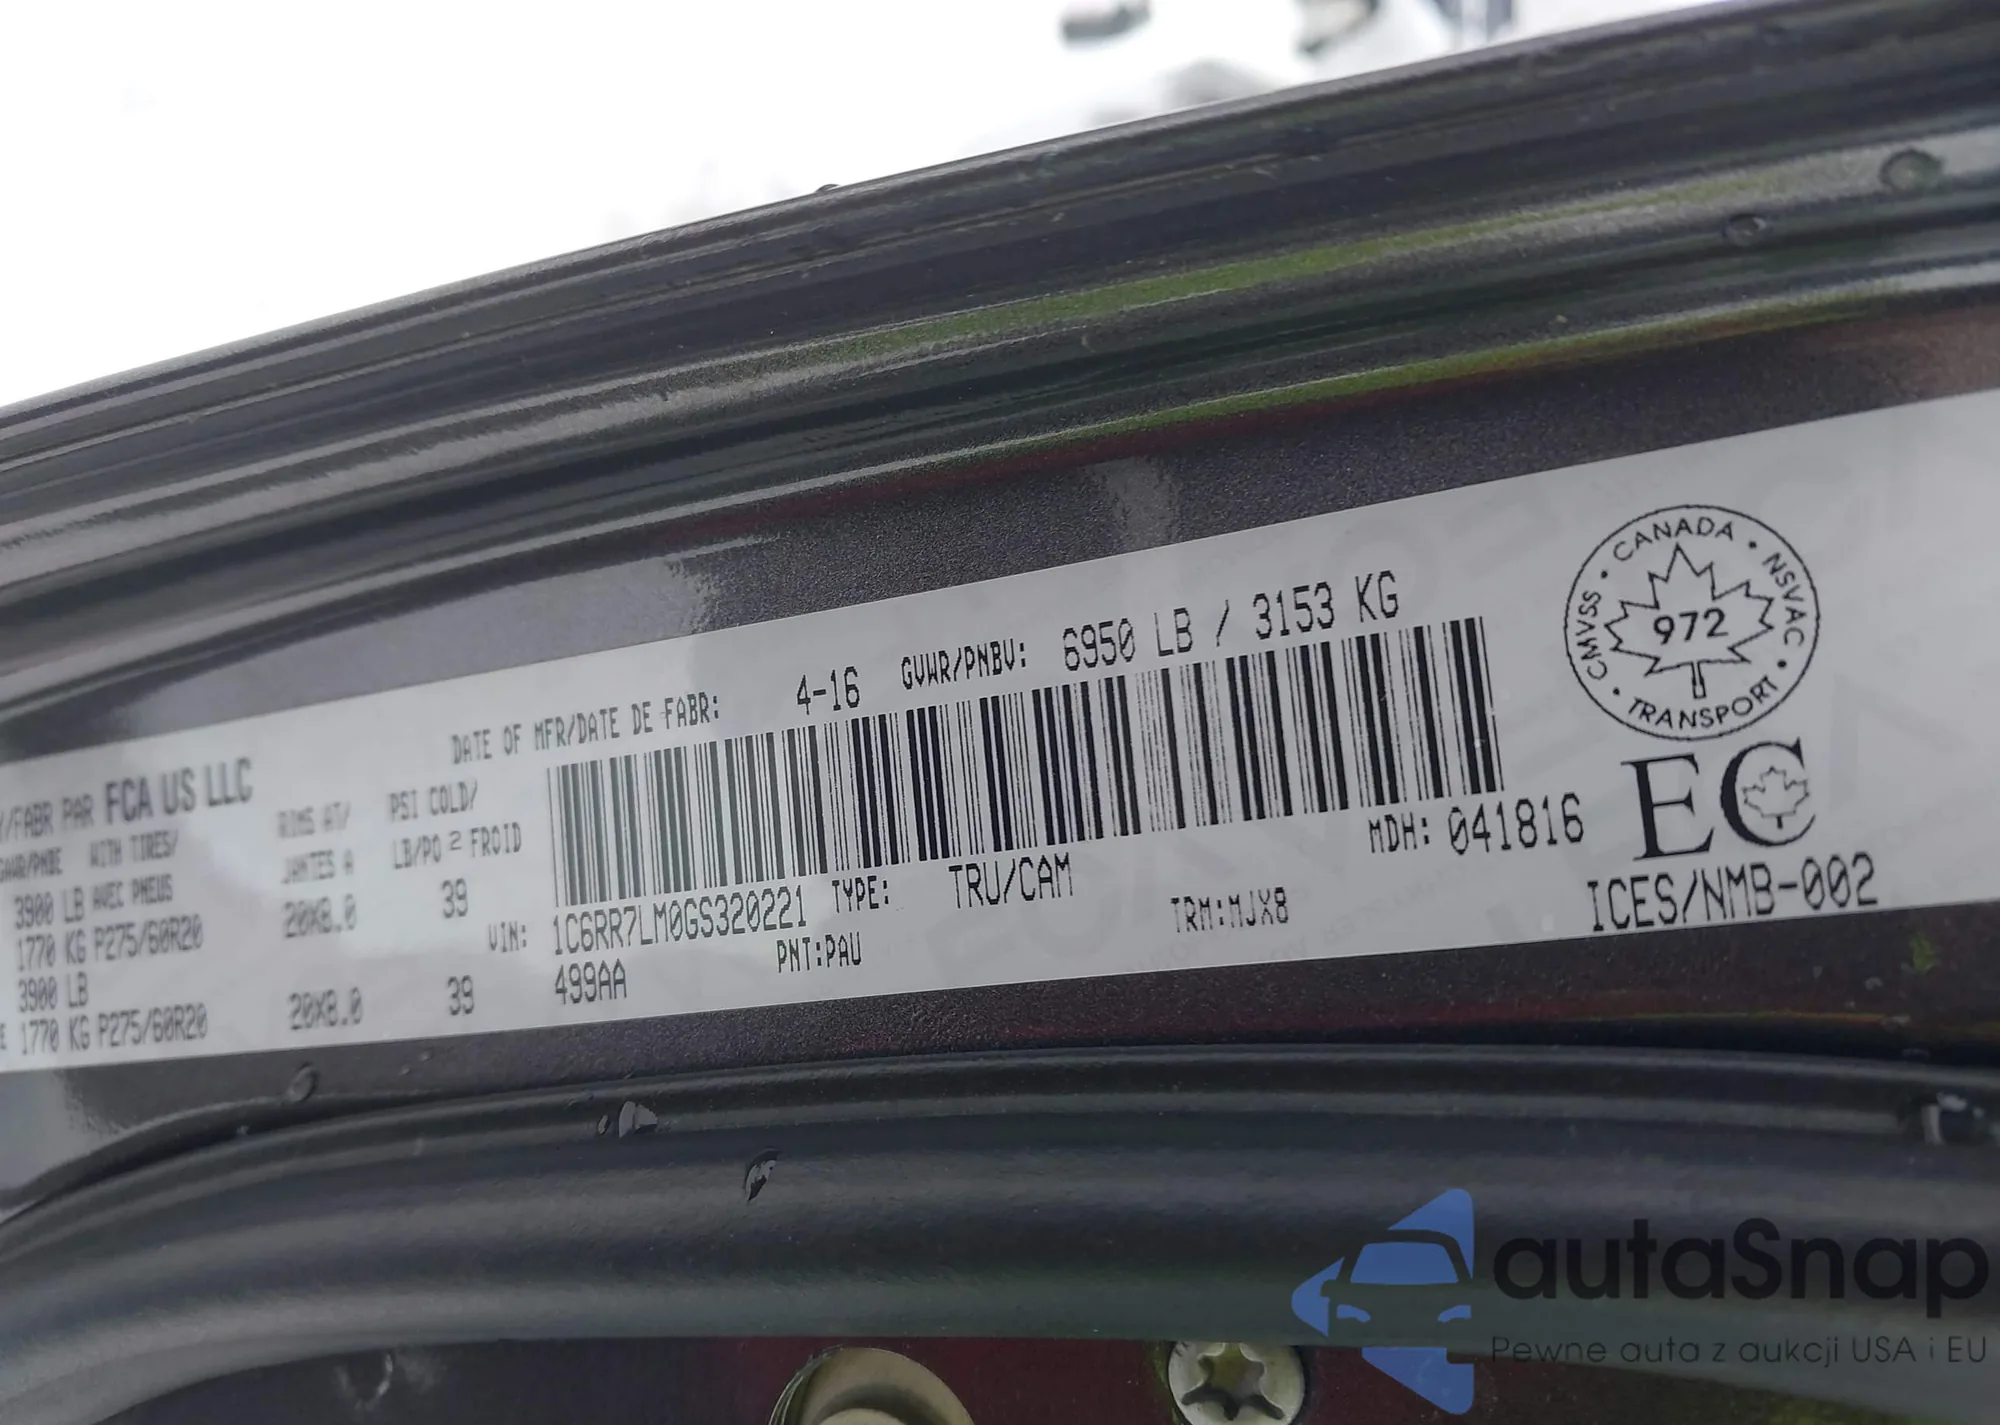 DATE OF MFR/DATE DE FABR: 4-16 GVWR/PNBV: 6950 LB / 3153 KG
Y/FABR PAR FCA US LLC
GAWR/PNBE WITH TIRES/ RIMS AT/ PSI COLD/
AVEC PNEUS JANTES A LB/PO² FROID
3900 LB
1770 KG P275/60R20 20X8.0 39
3900 LB
1770 KG P275/60R20 20X8.0 39
VIN: 1C6RR7LM0GS320221 TYPE: TRU/CAM MDH: 041816
499AA PNT:PAU TRM:MJX8
CMVSS • CANADA • NSVAC • TRANSPORT •
972
EC
ICES/NMB-002
autaSnap
Pewne auta z aukcji USA i EU